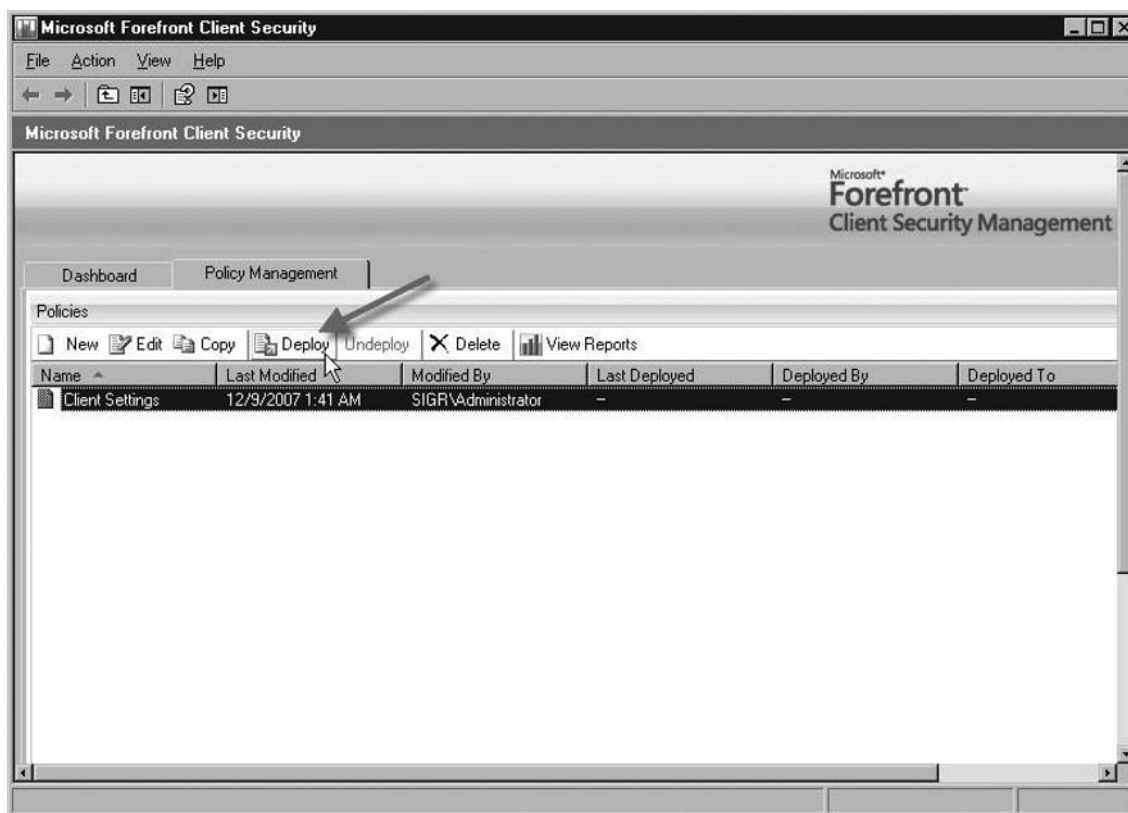 Microsoft Forefront Client Security
File Action View Help
Microsoft Forefront Client Security
Microsoft®
Forefront™
Client Security Management
Dashboard Policy Management
Policies
New Edit Copy Deploy Undeploy Delete View Reports
Name Last Modified Modified By Last Deployed Deployed By Deployed To
Client Settings 12/9/2007 1:41 AM SIGR\Administrator – – –